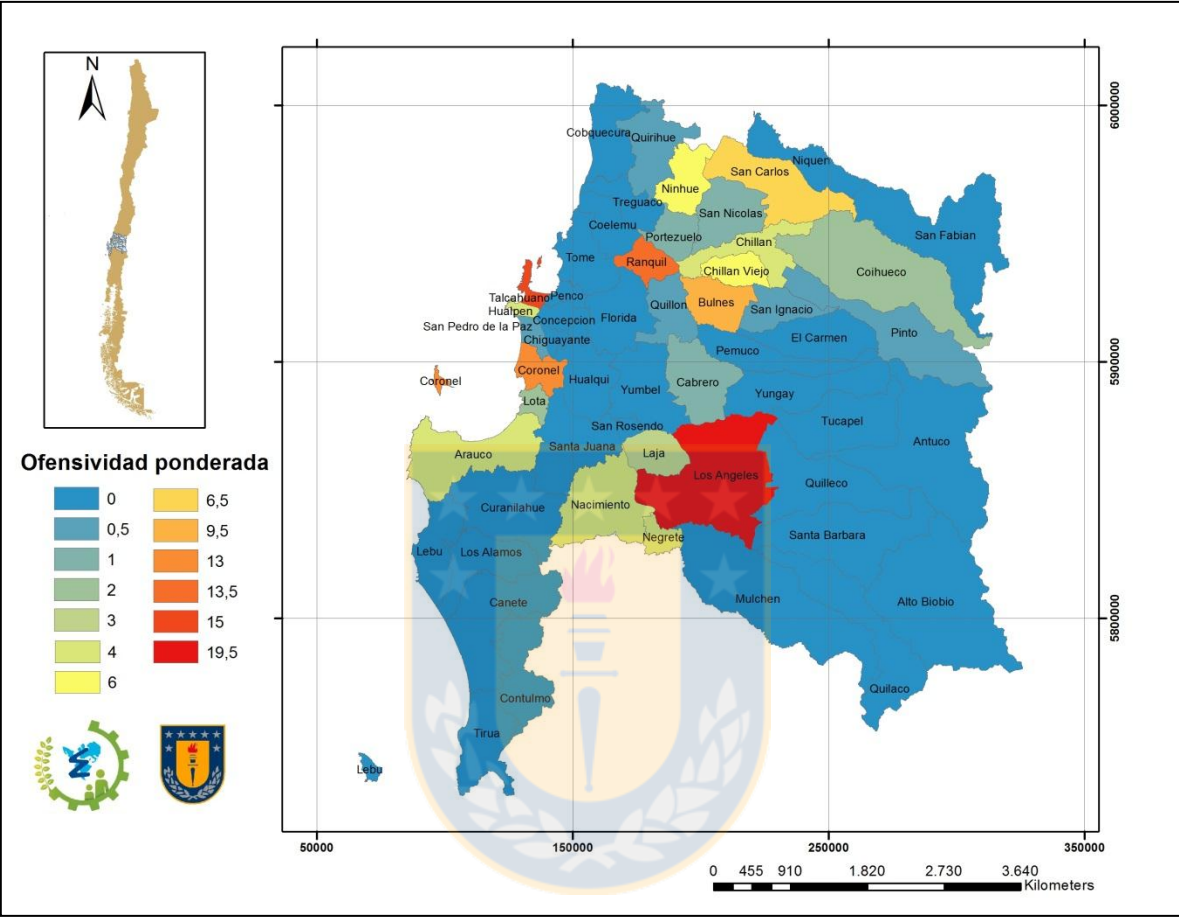 N
Ofensividad ponderada
0
0,5
1
2
3
4
6
6,5
9,5
13
13,5
15
19,5
Cobquecura
Quirihue
Niquen
San Carlos
Ninhue
Treguaco
San Nicolas
San Fabian
Coelemu
Portezuelo
Chillan
Tome
Ranquil
Chillan Viejo
Coihueco
Talcahuano
Penco
Hualpen
Quillon
Bulnes
San Ignacio
San Pedro de la Paz
Concepcion
Florida
Pinto
Chiguayante
El Carmen
Pemuco
Coronel
Coronel
Hualqui
Yumbel
Cabrero
Yungay
Lota
Tucapel
San Rosendo
Antuco
Arauco
Santa Juana
Laja
Los Angeles
Quilleco
Curanilahue
Nacimiento
Negrete
Santa Barbara
Lebu
Los Alamos
Canete
Mulchen
Alto Biobio
Contulmo
Quilaco
Tirua
Lebu
6000000
5900000
5800000
50000
150000
250000
350000
0 455 910 1.820 2.730 3.640
Kilometers